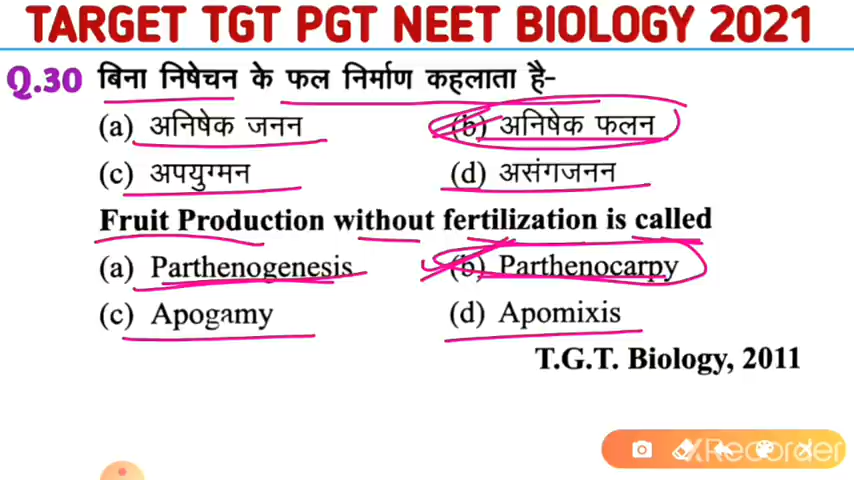 TARGET TGT PGT NEET BIOLOGY 2021
Q.30 बिना निषेचन के फल निर्माण कहलाता है-
(a) अनिषेक जनन (b) अनिषेक फलन
(c) अपयुग्मन (d) असंगजनन
Fruit Production without fertilization is called
(a) Parthenogenesis (b) Parthenocarpy
(c) Apogamy (d) Apomixis
T.G.T. Biology, 2011
XRecorder